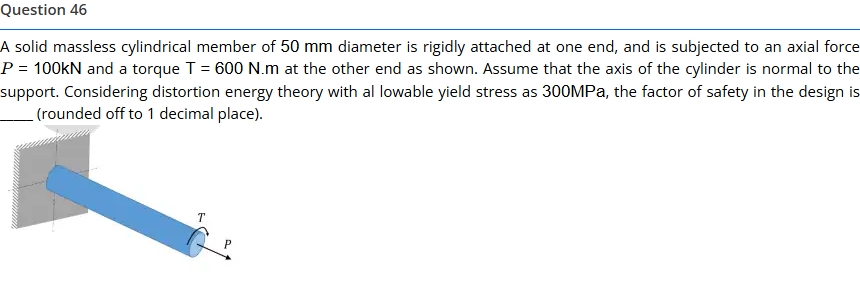 Question 46
A solid massless cylindrical member of 50 mm diameter is rigidly attached at one end, and is subjected to an axial force
P = 100kN and a torque T = 600 N.m at the other end as shown. Assume that the axis of the cylinder is normal to the
support. Considering distortion energy theory with al lowable yield stress as 300MPa, the factor of safety in the design is
____ (rounded off to 1 decimal place).
T
P